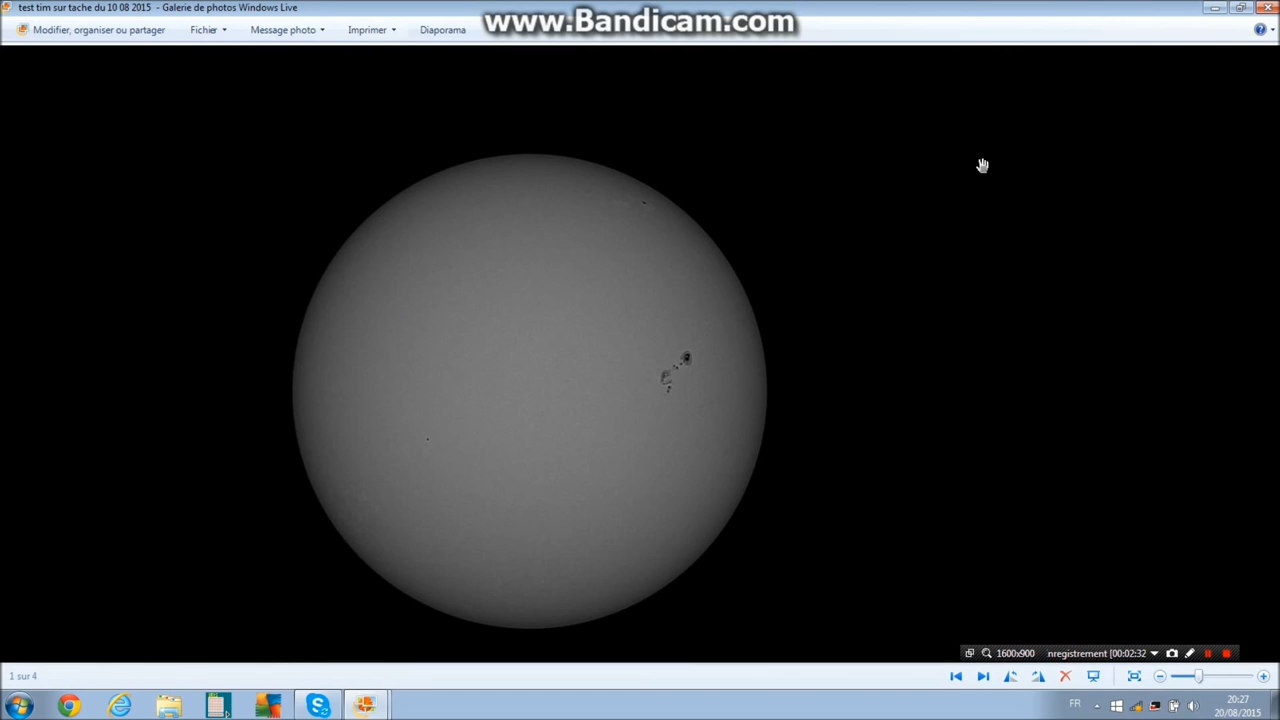 test tim sur tache du 10 08 2015 - Galerie de photos Windows Live
www.Bandicam.com
Modifier, organiser ou partager Fichier Message photo Imprimer Diaporama
1600x900 nregistrement [00:02:32
1 sur 4
FR
20:27
20/08/2015